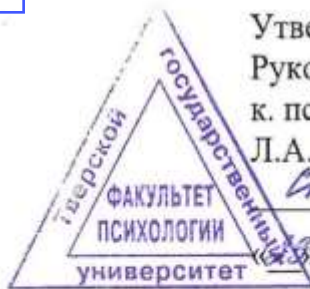 Утве
Руко
к. пс
Л.А.
Тверской
государственный
ФАКУЛЬТЕТ
ПСИХОЛОГИИ
университет